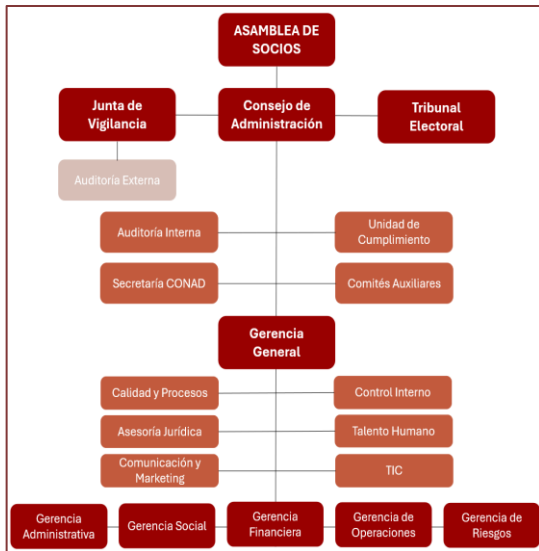 ASAMBLEA DE
SOCIOS
Junta de
Vigilancia
Consejo de
Administración
Tribunal
Electoral
Auditoría Externa
Auditoría Interna
Unidad de
Cumplimiento
Secretaría CONAD
Comités Auxiliares
Gerencia
General
Calidad y Procesos
Control Interno
Asesoría Jurídica
Talento Humano
Comunicación y
Marketing
TIC
Gerencia
Administrativa
Gerencia Social
Gerencia
Financiera
Gerencia de
Operaciones
Gerencia de
Riesgos